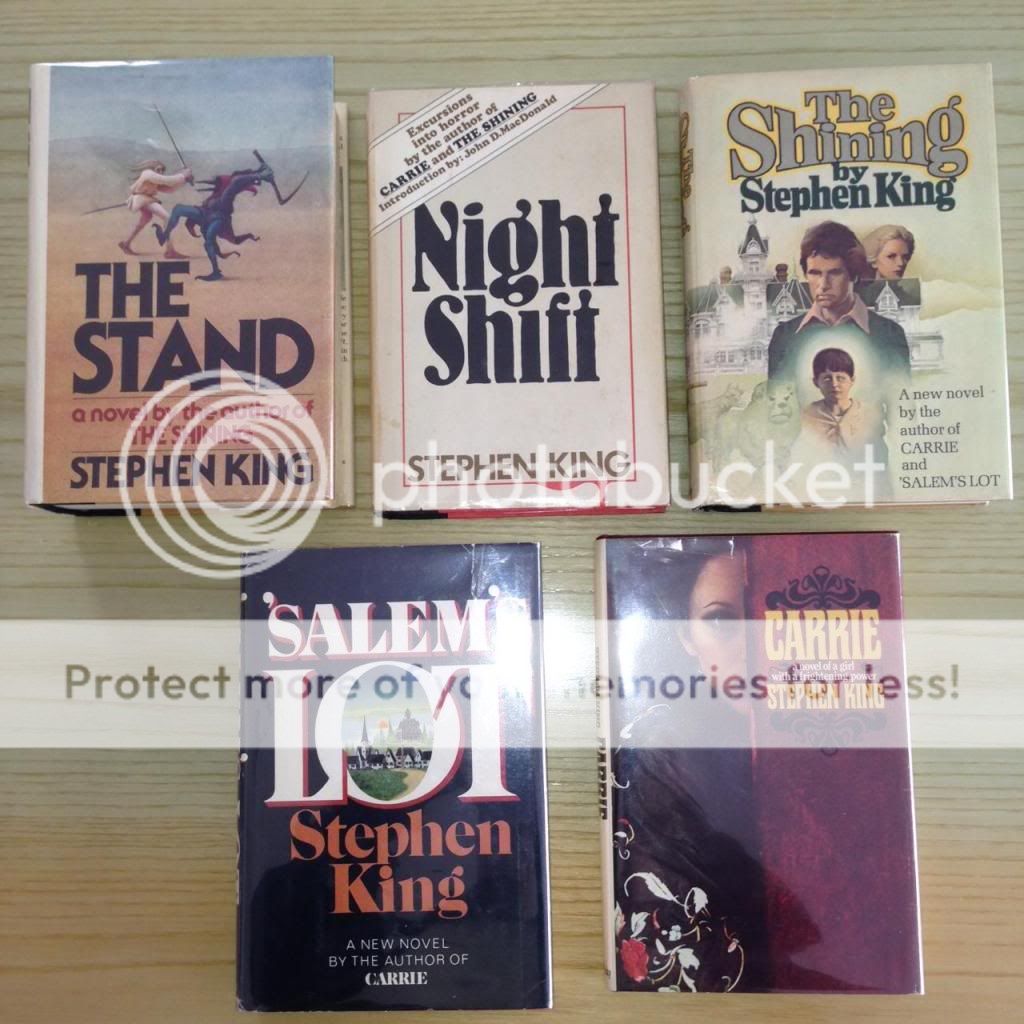 THE
STAND
a novel by the author of
THE SHINING
STEPHEN KING
Excursions
into horror
by the author of
CARRIE and THE SHINING
Introduction by: John D. MacDonald
Night
Shift
STEPHEN KING
The
Shining
by
Stephen King
A new novel
by the
author of
CARRIE
and
'SALEM'S LOT
photobucket
'SALEM'S
LOT
Stephen
King
A NEW NOVEL
BY THE AUTHOR OF
CARRIE
CARRIE
a novel of a girl
with a frightening power
STEPHEN KING
CARRIE
Protect more of your memories for less!